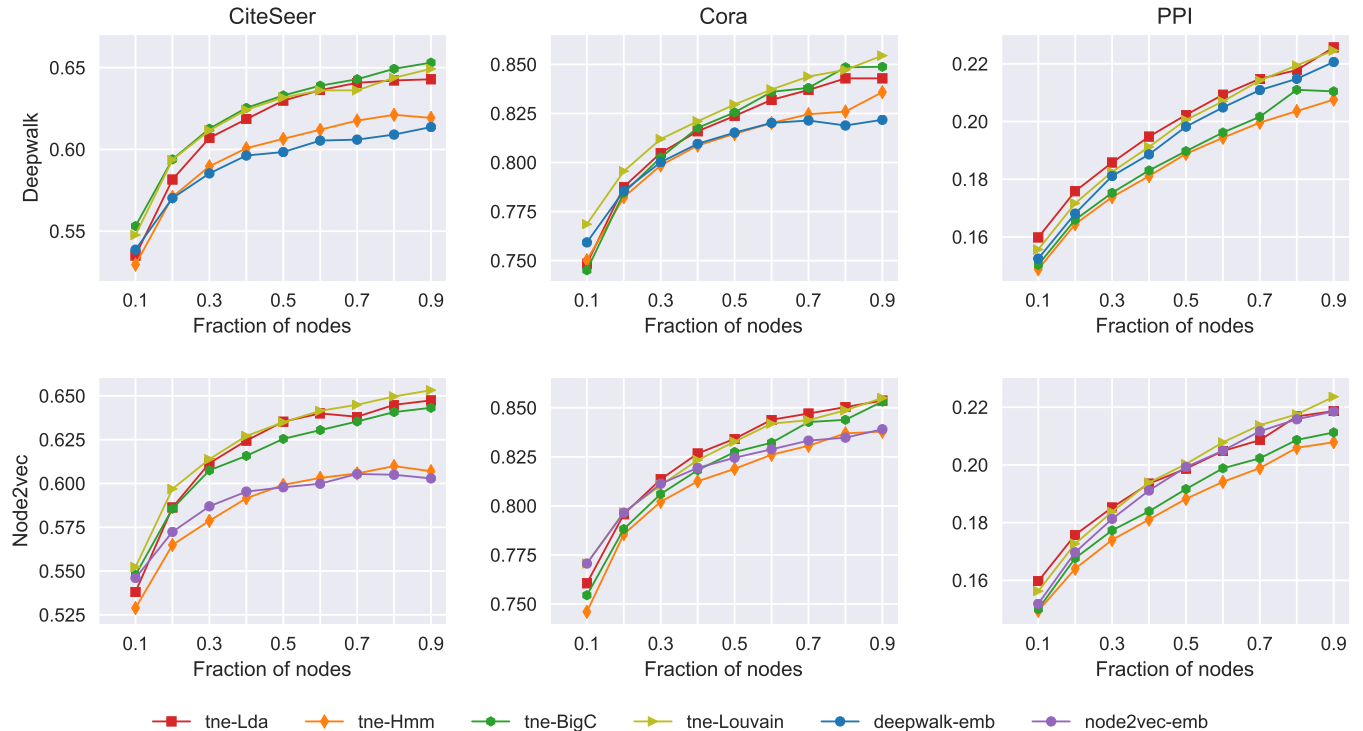 CiteSeer
Cora
PPI
Deepwalk
0.65
0.60
0.55
0.1 0.3 0.5 0.7 0.9
Fraction of nodes
0.850
0.825
0.800
0.775
0.750
0.1 0.3 0.5 0.7 0.9
Fraction of nodes
0.22
0.20
0.18
0.16
0.1 0.3 0.5 0.7 0.9
Fraction of nodes
Node2vec
0.650
0.625
0.600
0.575
0.550
0.525
0.1 0.3 0.5 0.7 0.9
Fraction of nodes
0.850
0.825
0.800
0.775
0.750
0.1 0.3 0.5 0.7 0.9
Fraction of nodes
0.22
0.20
0.18
0.16
0.1 0.3 0.5 0.7 0.9
Fraction of nodes
tne-Lda tne-Hmm tne-BigC tne-Louvain deepwalk-emb node2vec-emb